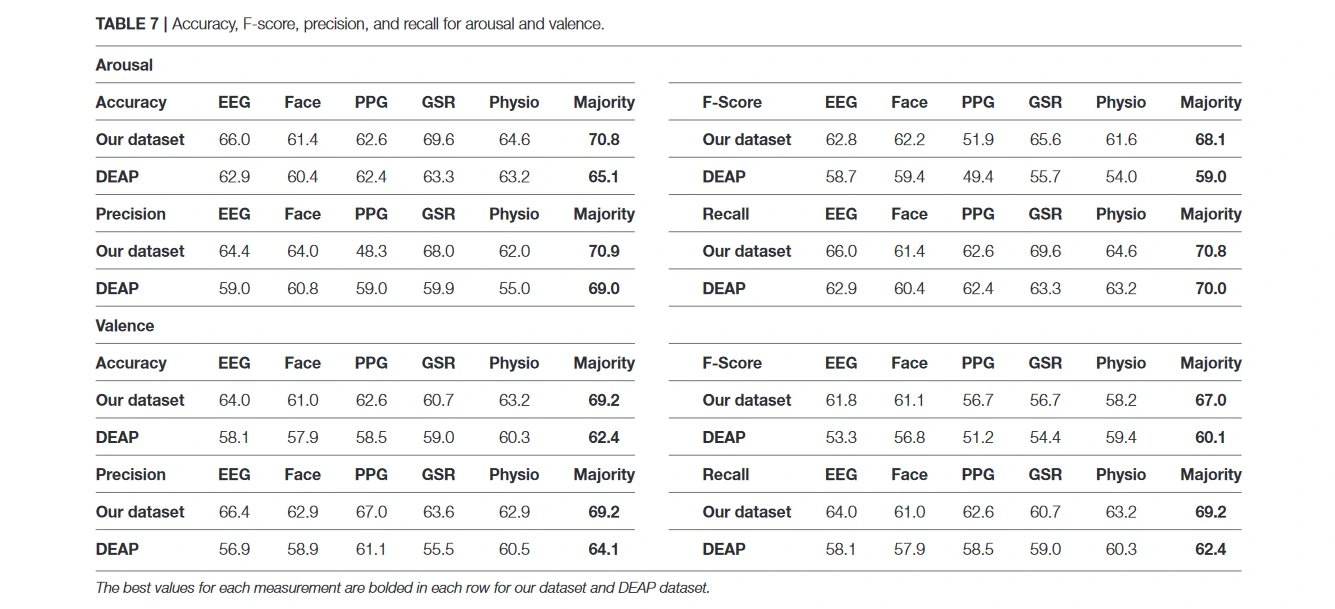 TABLE 7 | Accuracy, F-score, precision, and recall for arousal and valence.
Arousal
Accuracy EEG Face PPG GSR Physio Majority F-Score EEG Face PPG GSR Physio Majority
Our dataset 66.0 61.4 62.6 69.6 64.6 70.8 Our dataset 62.8 62.2 51.9 65.6 61.6 68.1
DEAP 62.9 60.4 62.4 63.3 63.2 65.1 DEAP 58.7 59.4 49.4 55.7 54.0 59.0
Precision EEG Face PPG GSR Physio Majority Recall EEG Face PPG GSR Physio Majority
Our dataset 64.4 64.0 48.3 68.0 62.0 70.9 Our dataset 66.0 61.4 62.6 69.6 64.6 70.8
DEAP 59.0 60.8 59.0 59.9 55.0 69.0 DEAP 62.9 60.4 62.4 63.3 63.2 70.0
Valence
Accuracy EEG Face PPG GSR Physio Majority F-Score EEG Face PPG GSR Physio Majority
Our dataset 64.0 61.0 62.6 60.7 63.2 69.2 Our dataset 61.8 61.1 56.7 56.7 58.2 67.0
DEAP 58.1 57.9 58.5 59.0 60.3 62.4 DEAP 53.3 56.8 51.2 54.4 59.4 60.1
Precision EEG Face PPG GSR Physio Majority Recall EEG Face PPG GSR Physio Majority
Our dataset 66.4 62.9 67.0 63.6 62.9 69.2 Our dataset 64.0 61.0 62.6 60.7 63.2 69.2
DEAP 56.9 58.9 61.1 55.5 60.5 64.1 DEAP 58.1 57.9 58.5 59.0 60.3 62.4
The best values for each measurement are bolded in each row for our dataset and DEAP dataset.